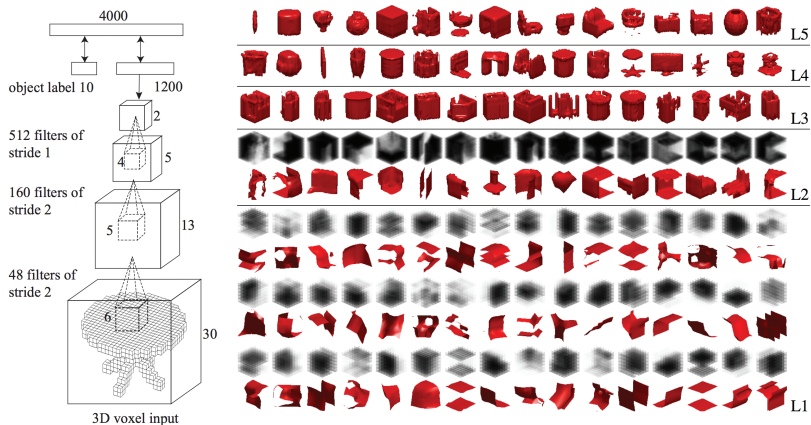 4000
object label 10
1200
2
512 filters of
stride 1
4
5
160 filters of
stride 2
5
13
48 filters of
stride 2
6
30
3D voxel input
L5
L4
L3
L2
L1